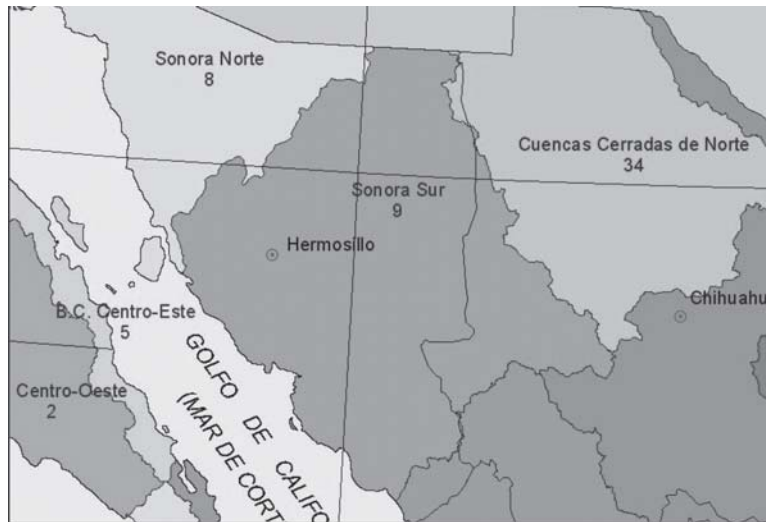 Sonora Norte
8
Cuencas Cerradas de Norte
34
Sonora Sur
9
Hermosillo
Chihuahu
B.C. Centro-Este
5
GOLFO DE CALIFO
(MAR DE CORT
Centro-Oeste
2